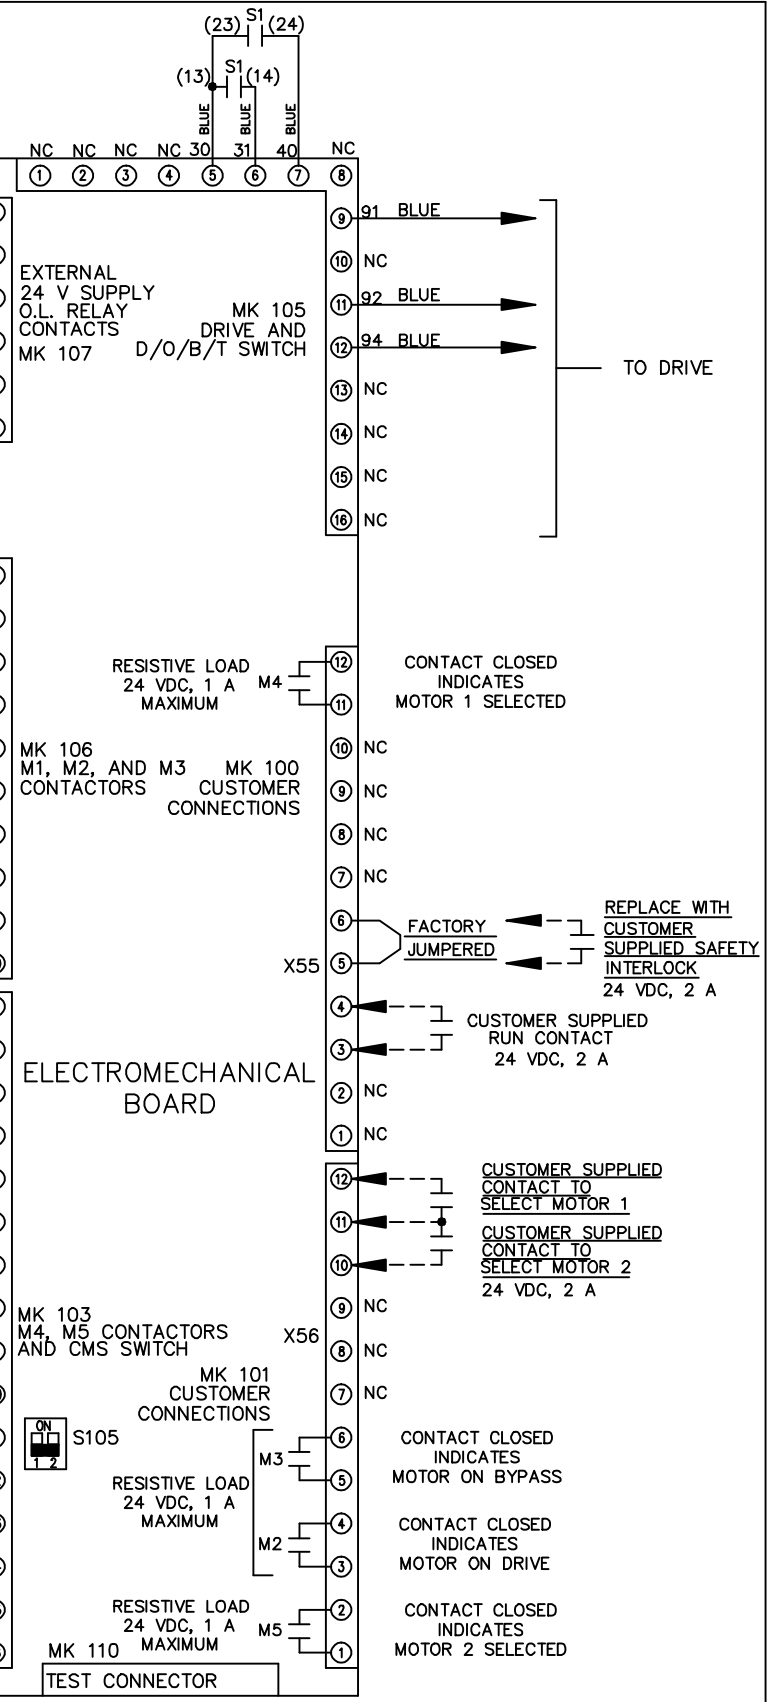 S1
(23) (24)
S1
(13) (14)
BLUE BLUE BLUE
NC NC NC NC 30 31 40 NC
1 2 3 4 5 6 7 8
9 91 BLUE
10 NC
EXTERNAL
24 V SUPPLY
O.L. RELAY
CONTACTS
MK 107
MK 105
DRIVE AND
D/O/B/T SWITCH
11 92 BLUE
12 94 BLUE
TO DRIVE
13 NC
14 NC
15 NC
16 NC
RESISTIVE LOAD
24 VDC, 1 A
MAXIMUM
M4
12
11
CONTACT CLOSED
INDICATES
MOTOR 1 SELECTED
MK 106
M1, M2, AND M3
CONTACTORS
MK 100
CUSTOMER
CONNECTIONS
10 NC
9 NC
8 NC
7 NC
6
X55 5
FACTORY
JUMPERED
REPLACE WITH
CUSTOMER
SUPPLIED SAFETY
INTERLOCK
24 VDC, 2 A
4
3
CUSTOMER SUPPLIED
RUN CONTACT
24 VDC, 2 A
ELECTROMECHANICAL
BOARD
2 NC
1 NC
12
11
10
CUSTOMER SUPPLIED
CONTACT TO
SELECT MOTOR 1
CUSTOMER SUPPLIED
CONTACT TO
SELECT MOTOR 2
24 VDC, 2 A
MK 103
M4, M5 CONTACTORS
AND CMS SWITCH
X56
9 NC
8 NC
7 NC
MK 101
CUSTOMER
CONNECTIONS
ON
1 2
S105
M3
6
5
CONTACT CLOSED
INDICATES
MOTOR ON BYPASS
RESISTIVE LOAD
24 VDC, 1 A
MAXIMUM
M2
4
3
CONTACT CLOSED
INDICATES
MOTOR ON DRIVE
RESISTIVE LOAD
24 VDC, 1 A
MAXIMUM
M5
2
1
CONTACT CLOSED
INDICATES
MOTOR 2 SELECTED
MK 110
TEST CONNECTOR